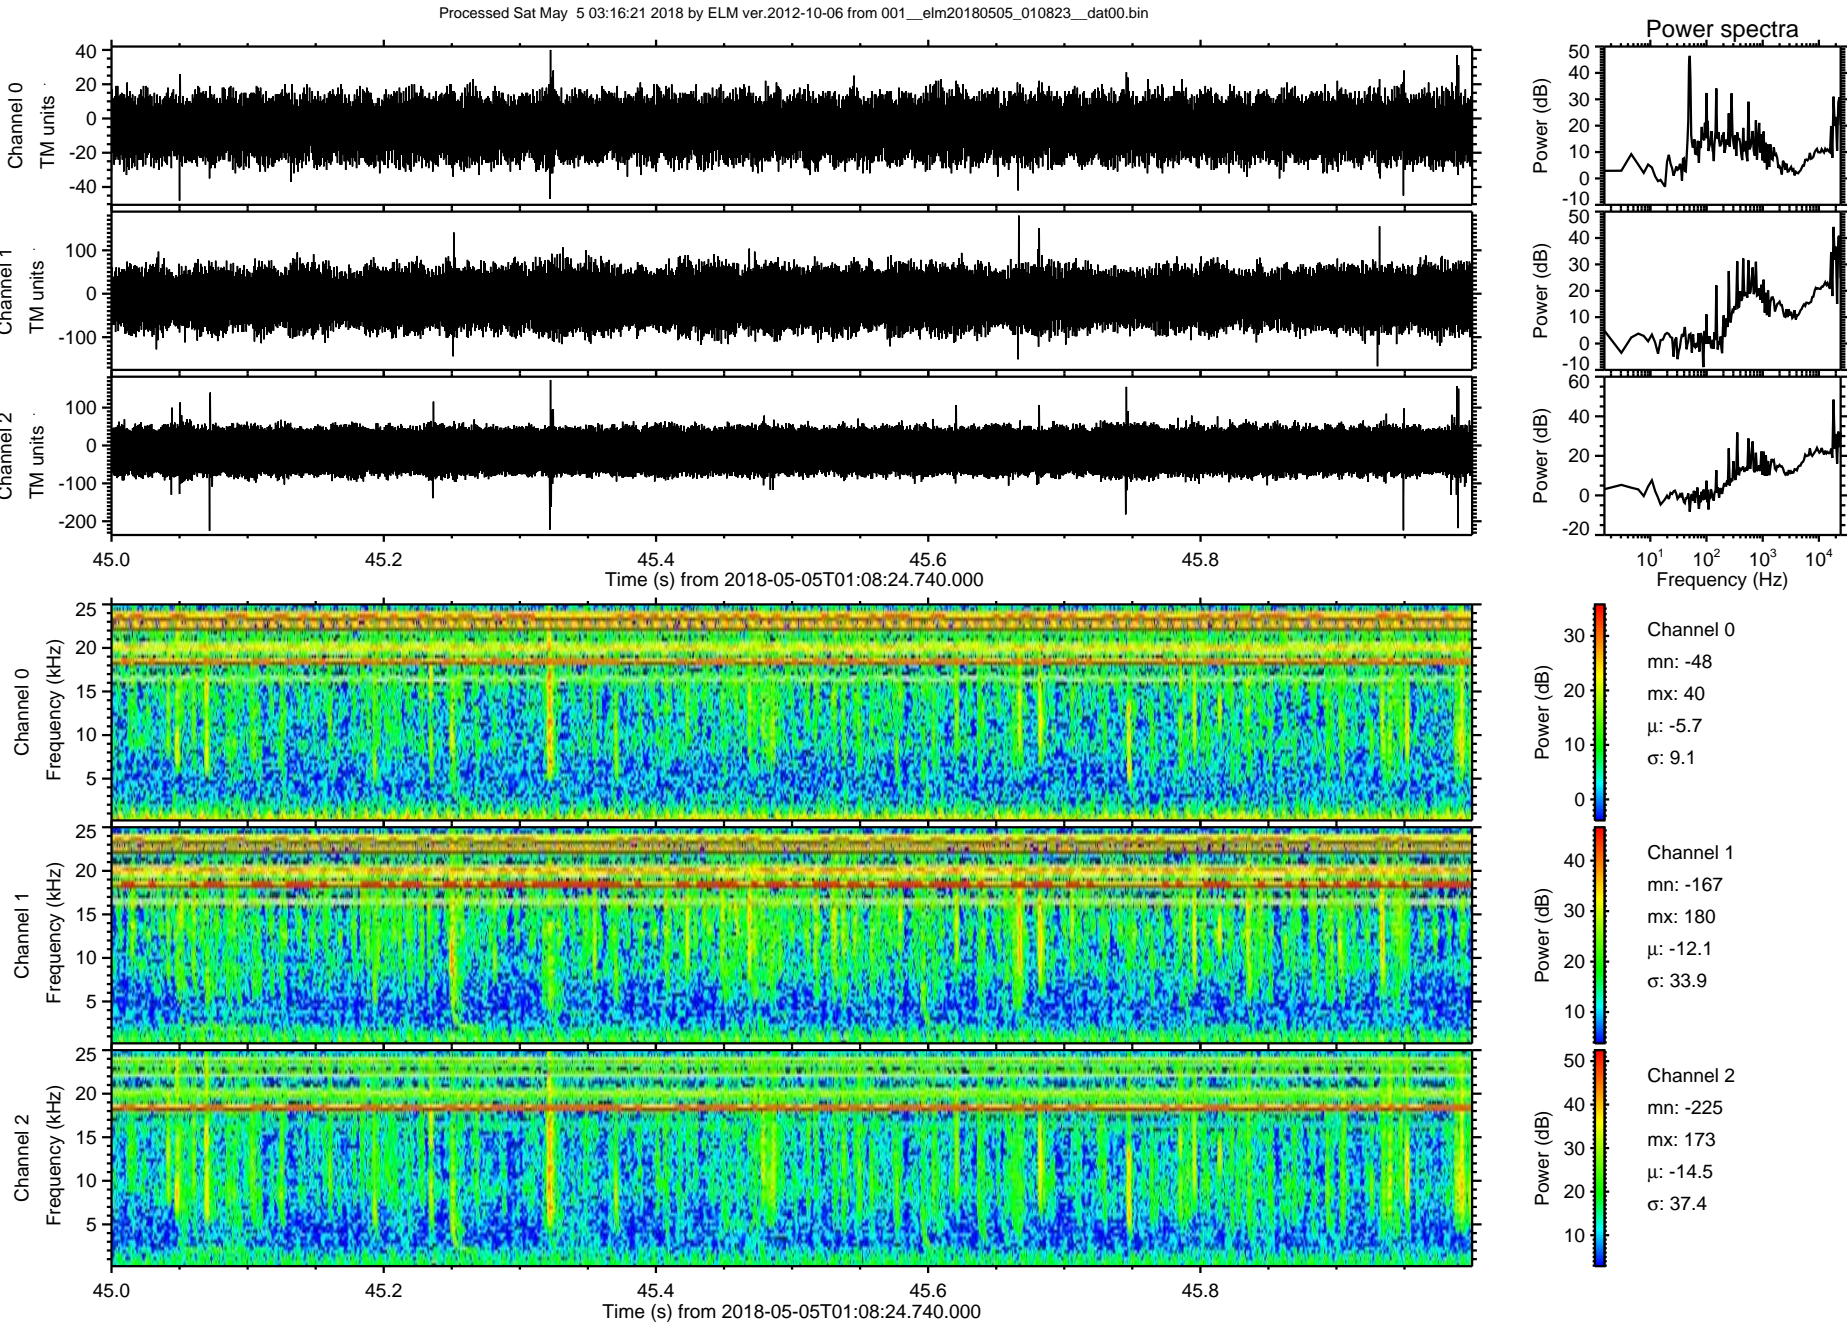 Processed Sat May  5 03:16:21 2018 by ELM ver.2012-10-06 from 001__elm20180505_010823__dat00.bin
Power spectra
Channel 0
TM units
40
20
0
-20
-40
Power (dB)
50
40
30
20
10
0
-10
Channel 1
TM units
100
0
-100
Power (dB)
50
40
30
20
10
0
-10
Channel 2
TM units
100
0
-100
-200
Power (dB)
60
40
20
0
-20
45.0 45.2 45.4 45.6 45.8
Time (s) from 2018-05-05T01:08:24.740.000
10^1 10^2 10^3 10^4
Frequency (Hz)
Channel 0
Frequency (kHz)
25
20
15
10
5
Power (dB)
30
20
10
0
Channel 0
mn: -48
mx: 40
μ: -5.7
σ: 9.1
Channel 1
Frequency (kHz)
25
20
15
10
5
Power (dB)
40
30
20
10
Channel 1
mn: -167
mx: 180
μ: -12.1
σ: 33.9
Channel 2
Frequency (kHz)
25
20
15
10
5
Power (dB)
50
40
30
20
10
Channel 2
mn: -225
mx: 173
μ: -14.5
σ: 37.4
45.0 45.2 45.4 45.6 45.8
Time (s) from 2018-05-05T01:08:24.740.000